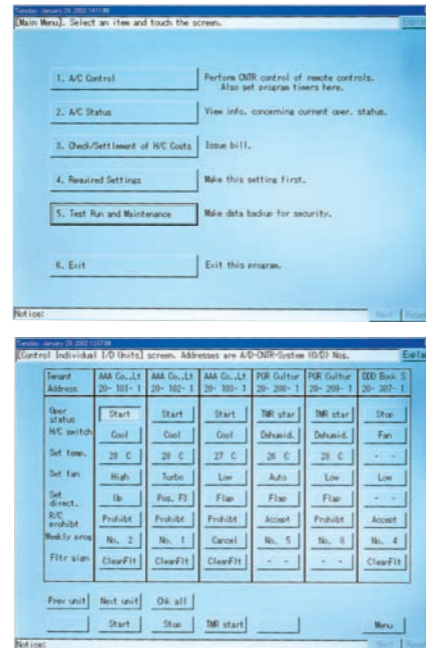 Tuesday January 29 2002
[Main Menu]. Select an item and touch the screen.
1. A/C Control
Perform CNTR control of remote controls.
Also set program timers here.
2. A/C Status
View info. concerning current oper. status.
3. Check/Settlement of H/C Costs
Issue bill.
4. Required Settings
Make this setting first.
5. Test Run and Maintenance
Make data backup for security.
6. Exit
Exit this program.
Notice:
Next
Tuesday January 29 2002
[Control Individual I/D Units] screen. Addresses are A/D-CNTR-System (O/D) Nos.
Tenant AAA Co.,Lt AAA Co.,Lt AAA Co.,Lt PGR Cultur PGR Cultur DDD Book S
Address 20- 101- 1 20- 102- 1 20- 103- 1 20- 208- 1 20- 209- 1 20- 307- 1
Oper status Start Start Start TMR star TMR star Stop
H/C switch Cool Cool Cool Dehumid. Dehumid. Fan
Set temp. 28 C 28 C 27 C 26 C 28 C - -
Set fan High Turbo Low Auto Low Low
Set direct. Up Pos. F3 Flap Flap Flap - -
R/C prohibt Prohibt Prohibt Prohibt Accept Prohibt Accept
Weekly prog No. 2 No. 1 Cancel No. 5 No. 8 No. 4
Fltr sign ClearFlt ClearFlt ClearFlt - - - - ClearFlt
Prev unit Next unit Chk all
Start Stop TMR start Menu
Notice:
Next